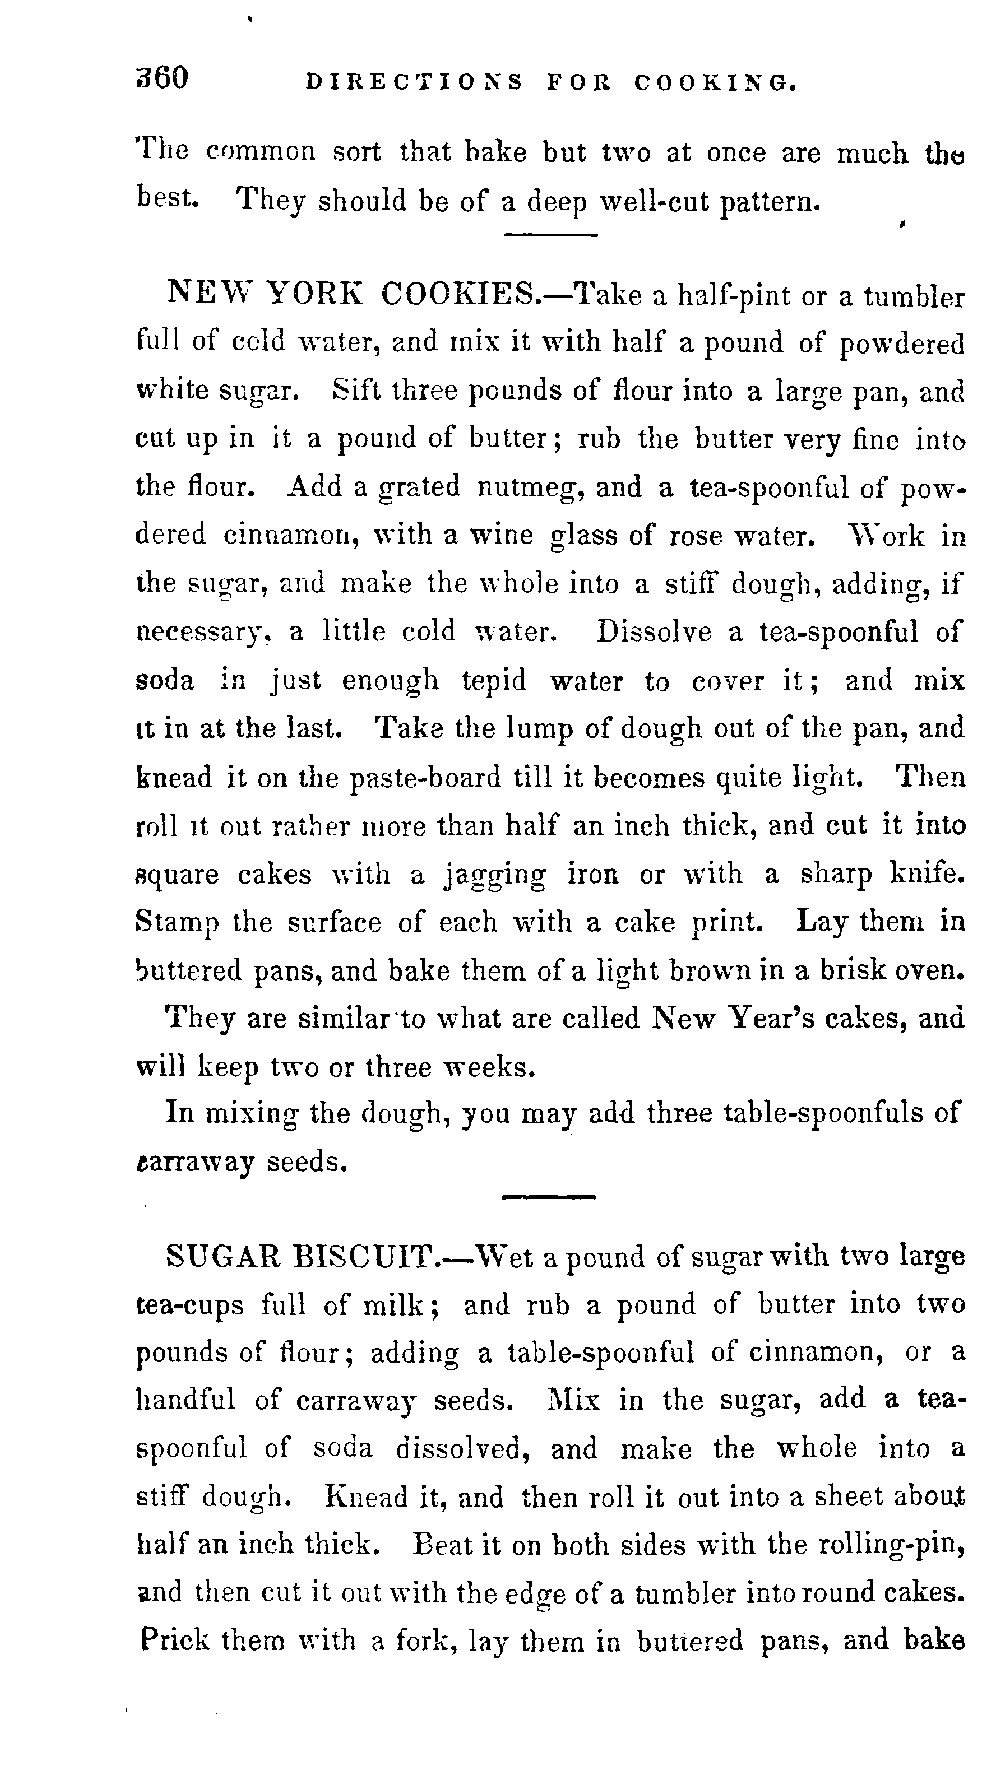 360 DIRECTIONS FOR COOKING.
The common sort that bake but two at once are much the
best. They should be of a deep well-cut pattern.
NEW YORK COOKIES.—Take a half-pint or a tumbler
full of cold water, and mix it with half a pound of powdered
white sugar. Sift three pounds of flour into a large pan, and
cut up in it a pound of butter; rub the butter very fine into
the flour. Add a grated nutmeg, and a tea-spoonful of pow-
dered cinnamon, with a wine glass of rose water. Work in
the sugar, and make the whole into a stiff dough, adding, if
necessary, a little cold water. Dissolve a tea-spoonful of
soda in just enough tepid water to cover it; and mix
it in at the last. Take the lump of dough out of the pan, and
knead it on the paste-board till it becomes quite light. Then
roll it out rather more than half an inch thick, and cut it into
square cakes with a jagging iron or with a sharp knife.
Stamp the surface of each with a cake print. Lay them in
buttered pans, and bake them of a light brown in a brisk oven.
They are similar to what are called New Year's cakes, and
will keep two or three weeks.
In mixing the dough, you may add three table-spoonfuls of
carraway seeds.
SUGAR BISCUIT.—Wet a pound of sugar with two large
tea-cups full of milk; and rub a pound of butter into two
pounds of flour; adding a table-spoonful of cinnamon, or a
handful of carraway seeds. Mix in the sugar, add a tea-
spoonful of soda dissolved, and make the whole into a
stiff dough. Knead it, and then roll it out into a sheet about
half an inch thick. Beat it on both sides with the rolling-pin,
and then cut it out with the edge of a tumbler into round cakes.
Prick them with a fork, lay them in buttered pans, and bake